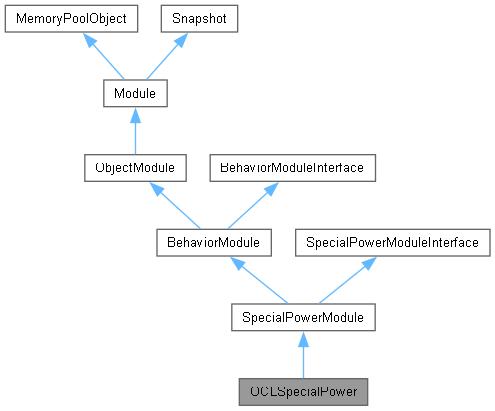 MemoryPoolObject
Snapshot
Module
ObjectModule
BehaviorModuleInterface
BehaviorModule
SpecialPowerModuleInterface
SpecialPowerModule
OCLSpecialPower